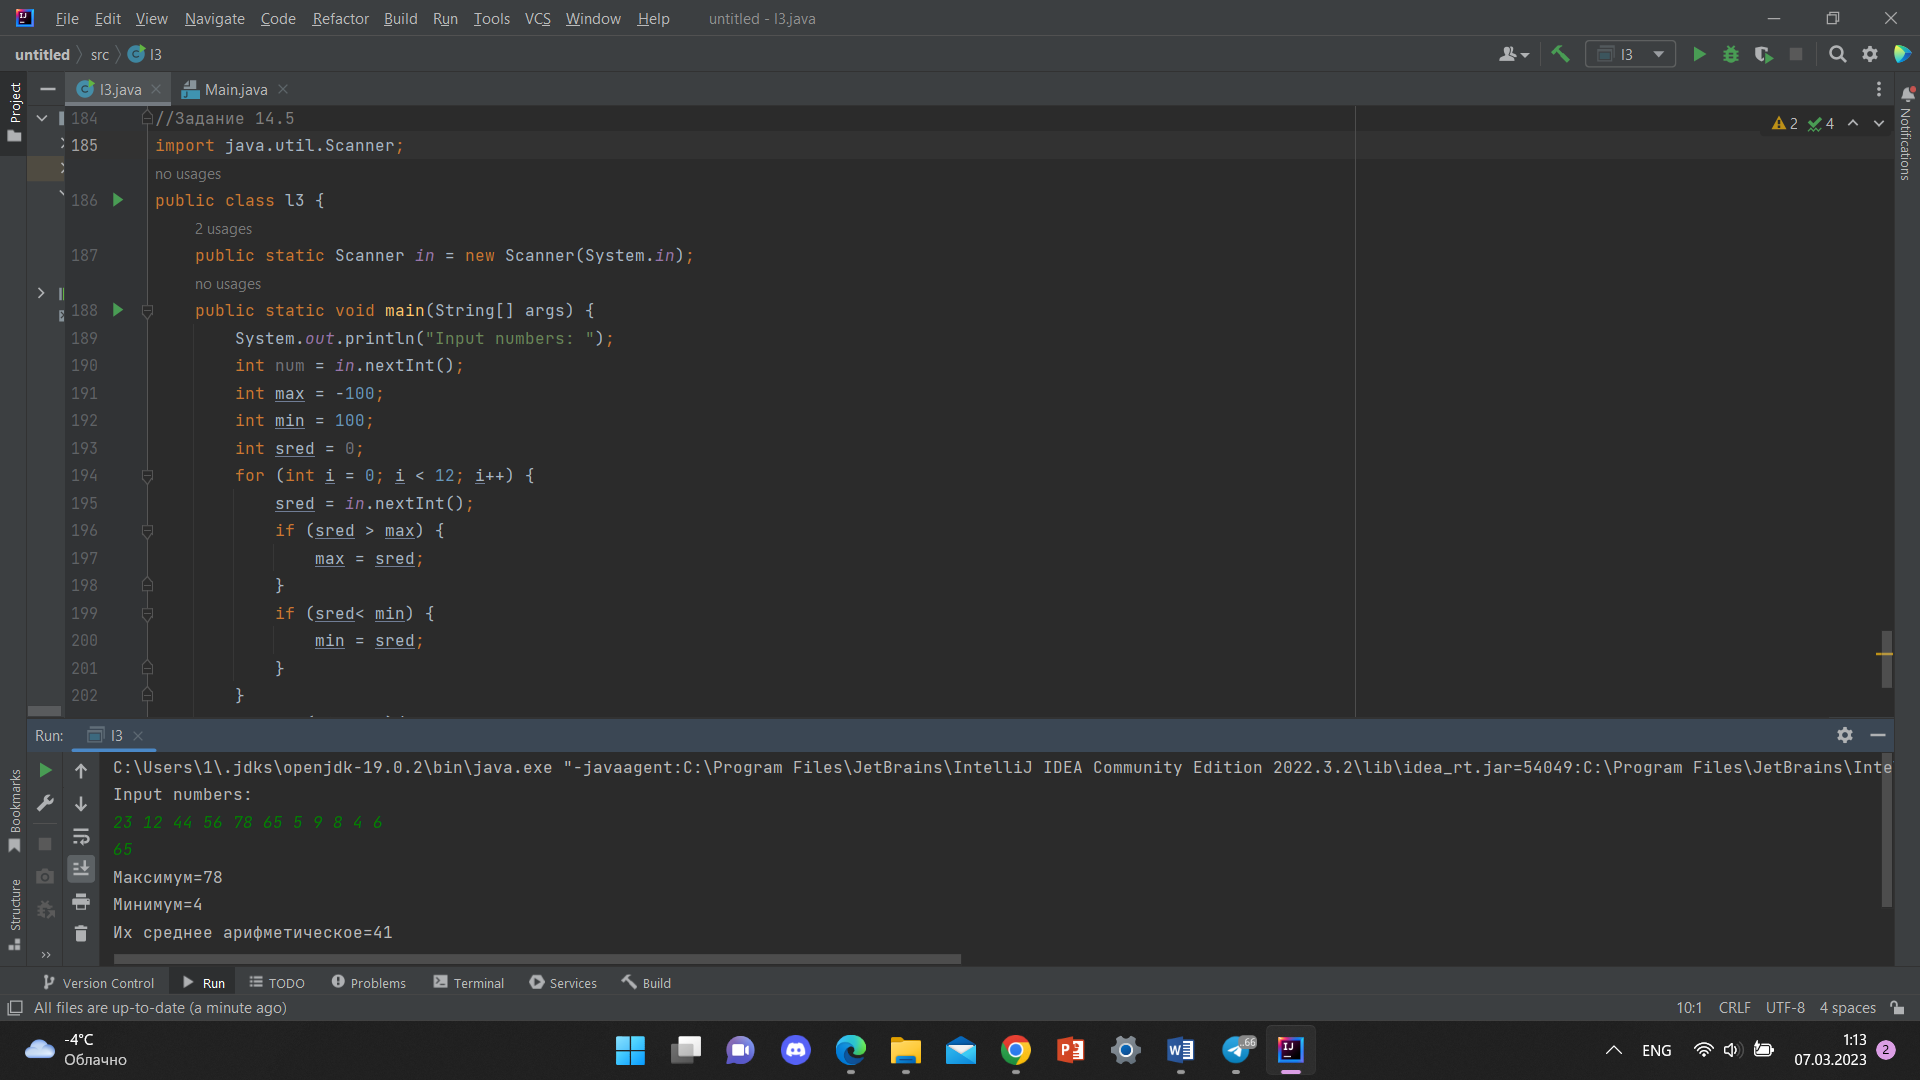 File Edit View Navigate Code Refactor Build Run Tools VCS Window Help untitled - l3.java
untitled src l3
l3
Project
l3.java Main.java
Notifications
2 4
184 //Задание 14.5
185 import java.util.Scanner;
no usages
186 public class l3 {
2 usages
187 public static Scanner in = new Scanner(System.in);
no usages
188 public static void main(String[] args) {
189 System.out.println("Input numbers: ");
190 int num = in.nextInt();
191 int max = -100;
192 int min = 100;
193 int sred = 0;
194 for (int i = 0; i < 12; i++) {
195 sred = in.nextInt();
196 if (sred > max) {
197 max = sred;
198 }
199 if (sred< min) {
200 min = sred;
201 }
202 }
Run: l3
C:\Users\1\.jdks\openjdk-19.0.2\bin\java.exe "-javaagent:C:\Program Files\JetBrains\IntelliJ IDEA Community Edition 2022.3.2\lib\idea_rt.jar=54049:C:\Program Files\JetBrains\Inte
Input numbers:
23 12 44 56 78 65 5 9 8 4 6
65
Максимум=78
Минимум=4
Их среднее арифметическое=41
Bookmarks
Structure
Version Control Run TODO Problems Terminal Services Build
All files are up-to-date (a minute ago) 10:1 CRLF UTF-8 4 spaces
-4°C
Облачно
..66
ENG
1:13
07.03.2023
2